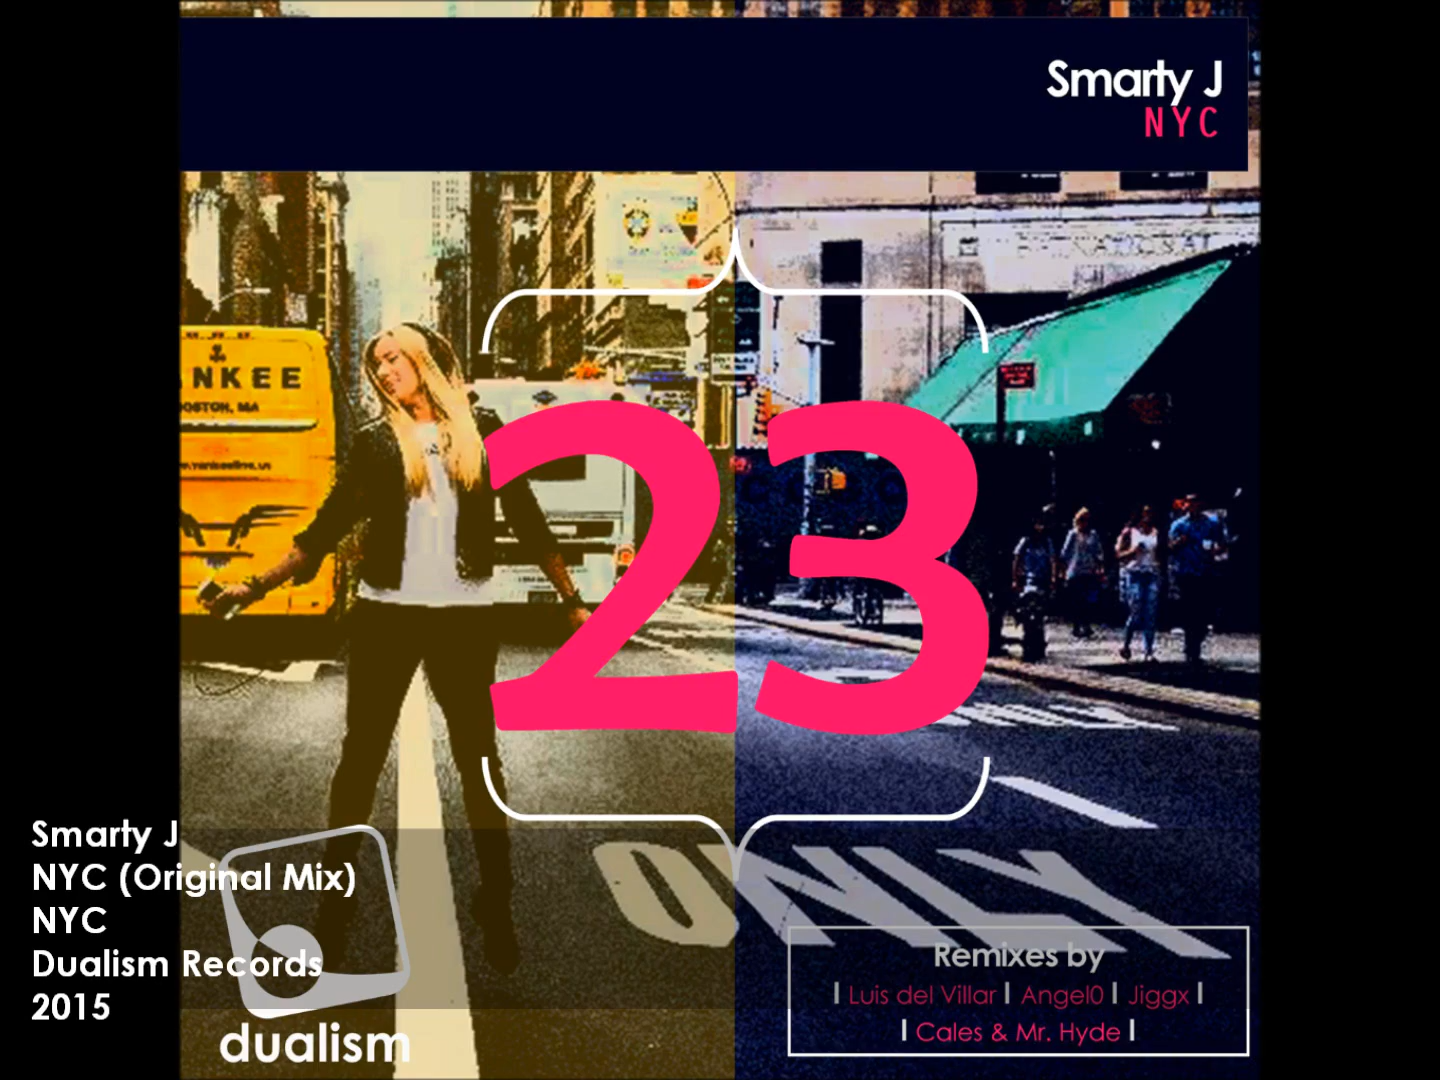 Smarty J
NYC
NKEE
BOSTON, MA
23
ONLY
Smarty J
NYC (Original Mix)
NYC
Dualism Records
2015
dualism
Remixes by
| Luis del Villar | Angel0 | Jiggx |
| Cales & Mr. Hyde |